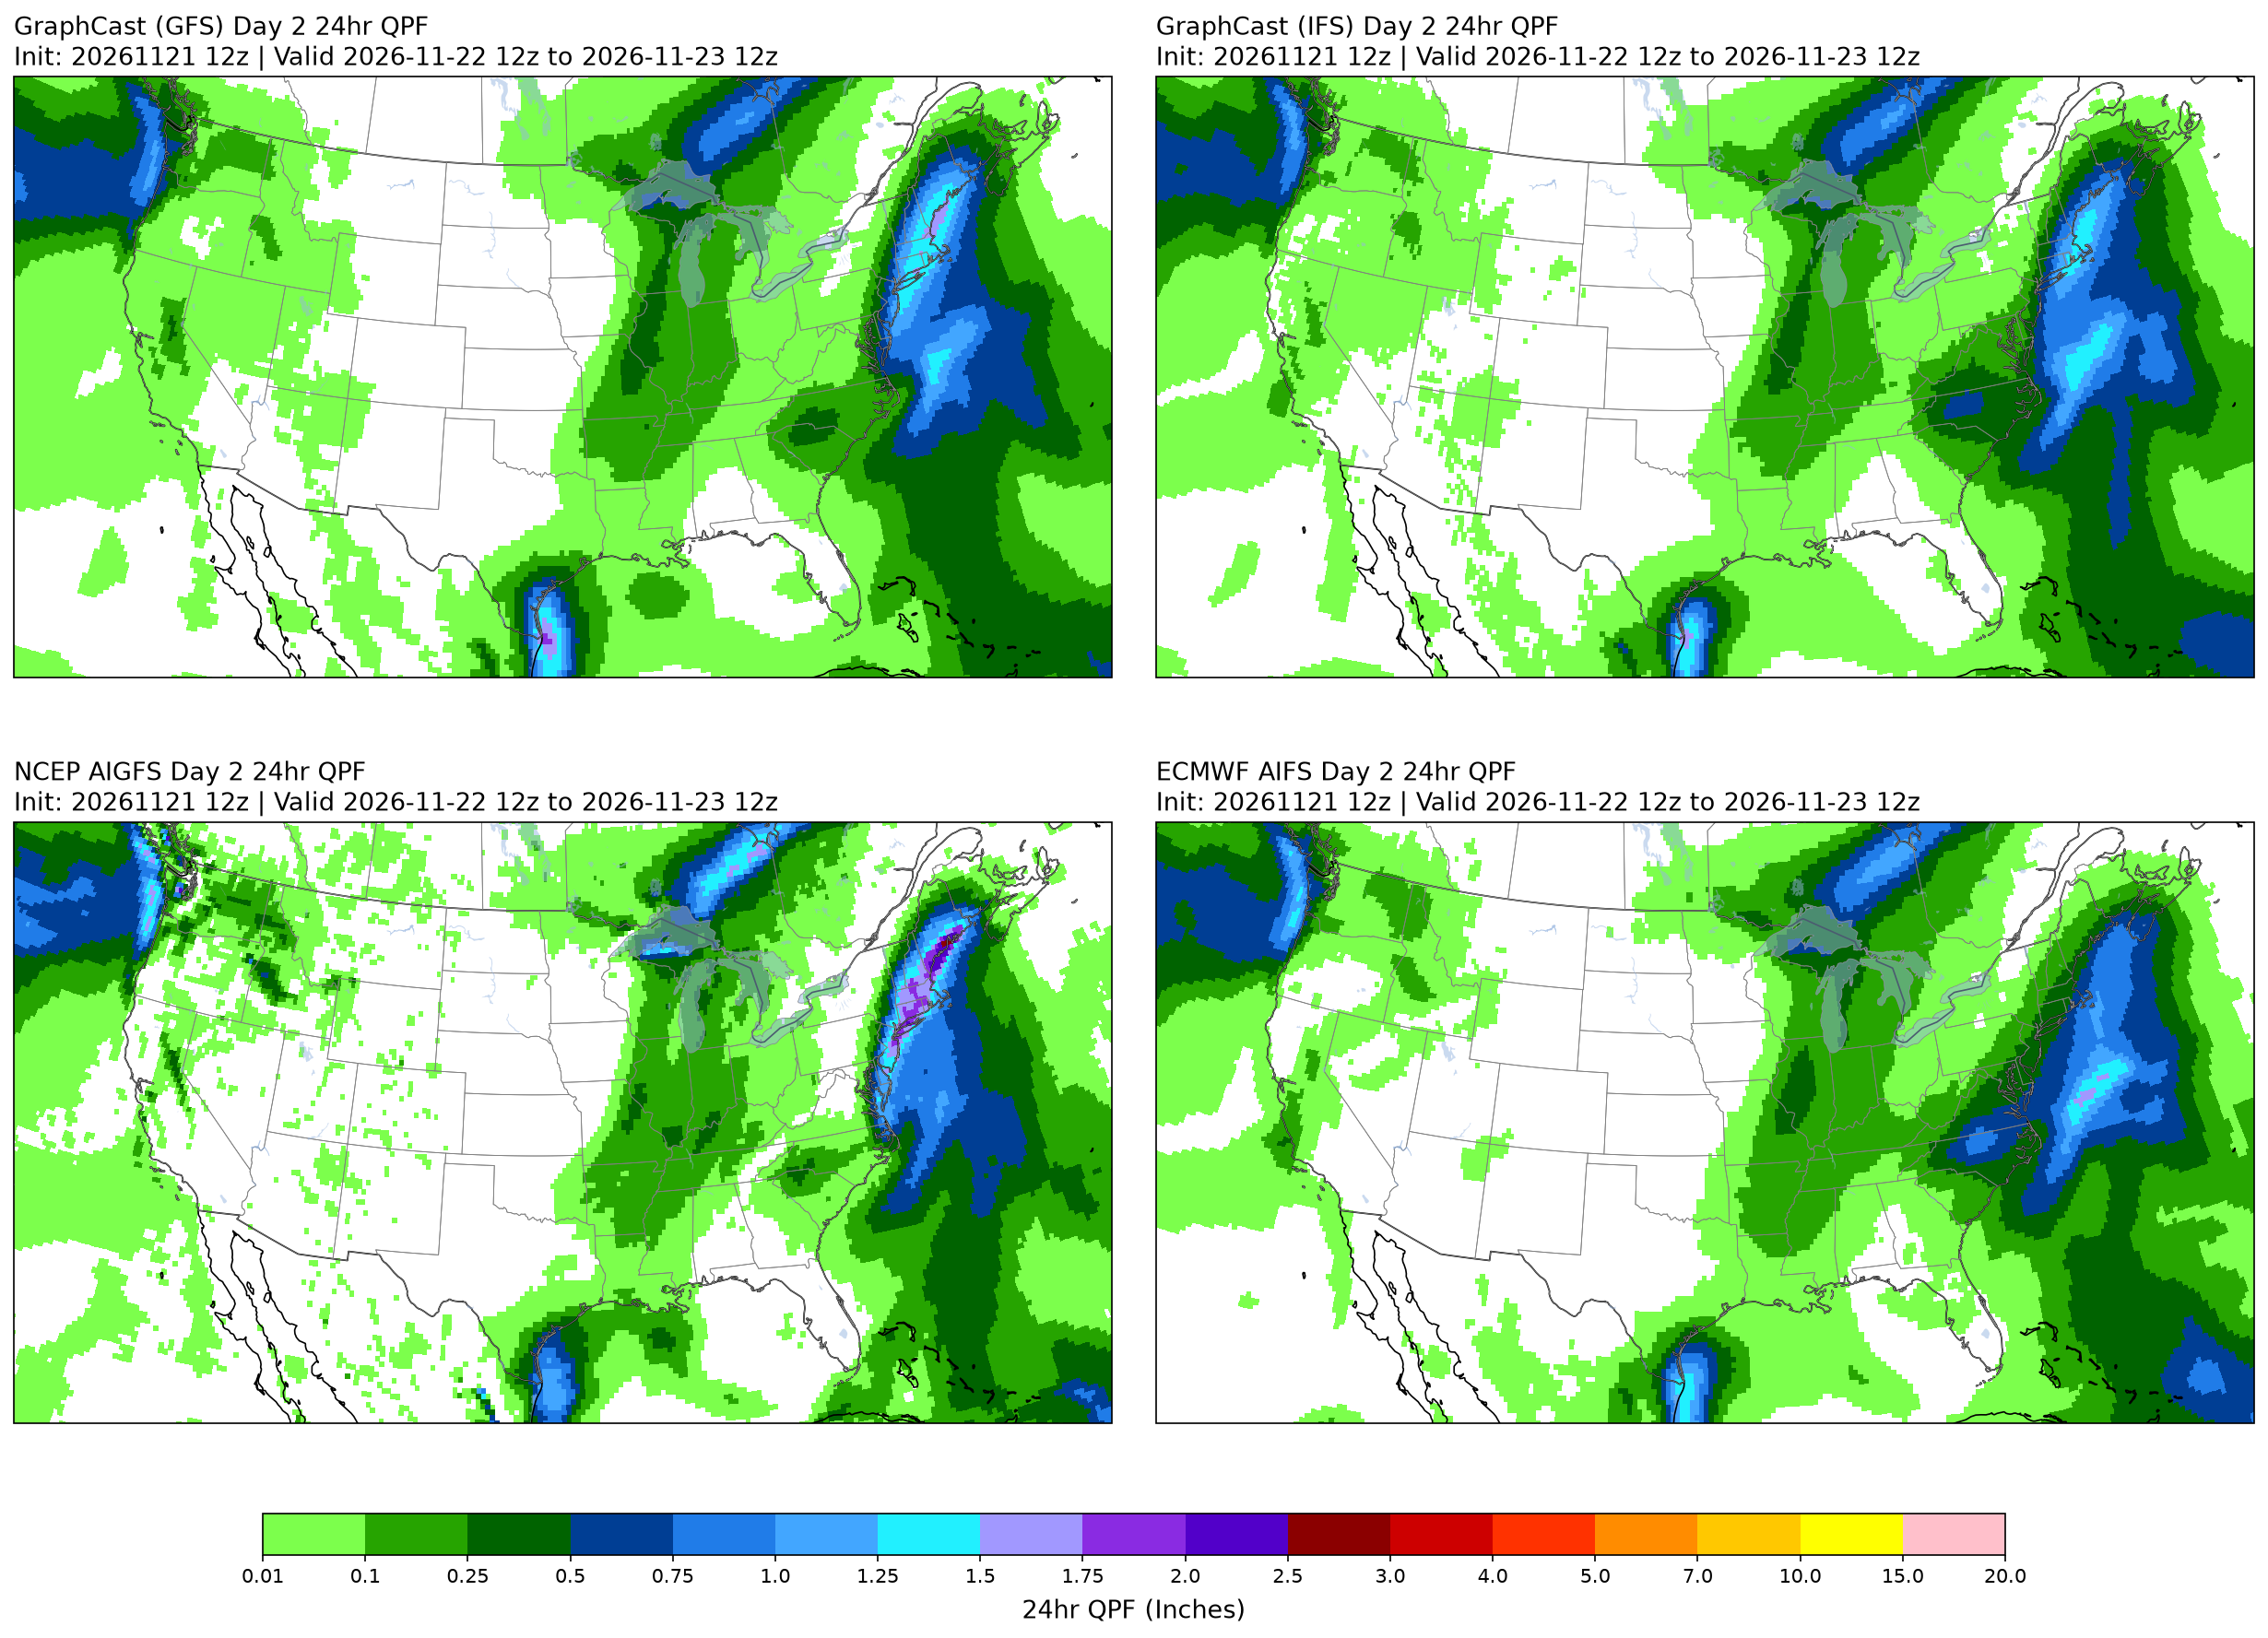 GraphCast (GFS) Day 2 24hr QPF
Init: 20261121 12z | Valid 2026-11-22 12z to 2026-11-23 12z
GraphCast (IFS) Day 2 24hr QPF
Init: 20261121 12z | Valid 2026-11-22 12z to 2026-11-23 12z
NCEP AIGFS Day 2 24hr QPF
Init: 20261121 12z | Valid 2026-11-22 12z to 2026-11-23 12z
ECMWF AIFS Day 2 24hr QPF
Init: 20261121 12z | Valid 2026-11-22 12z to 2026-11-23 12z
0.01 0.1 0.25 0.5 0.75 1.0 1.25 1.5 1.75 2.0 2.5 3.0 4.0 5.0 7.0 10.0 15.0 20.0
24hr QPF (Inches)